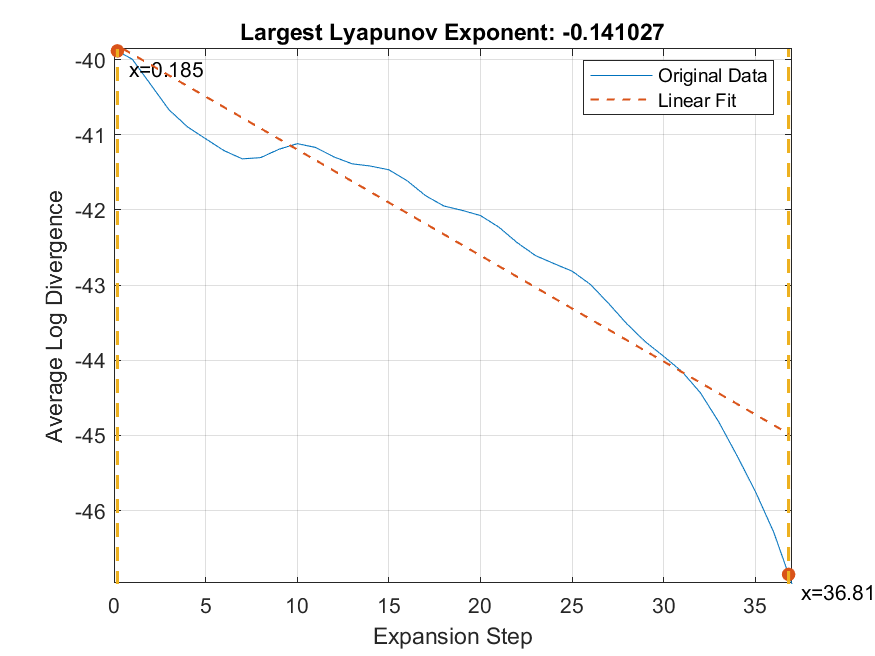 Largest Lyapunov Exponent: -0.141027
-40
x=0.185
Original Data
Linear Fit
-41
-42
-43
-44
-45
-46
Average Log Divergence
x=36.81
0 5 10 15 20 25 30 35
Expansion Step